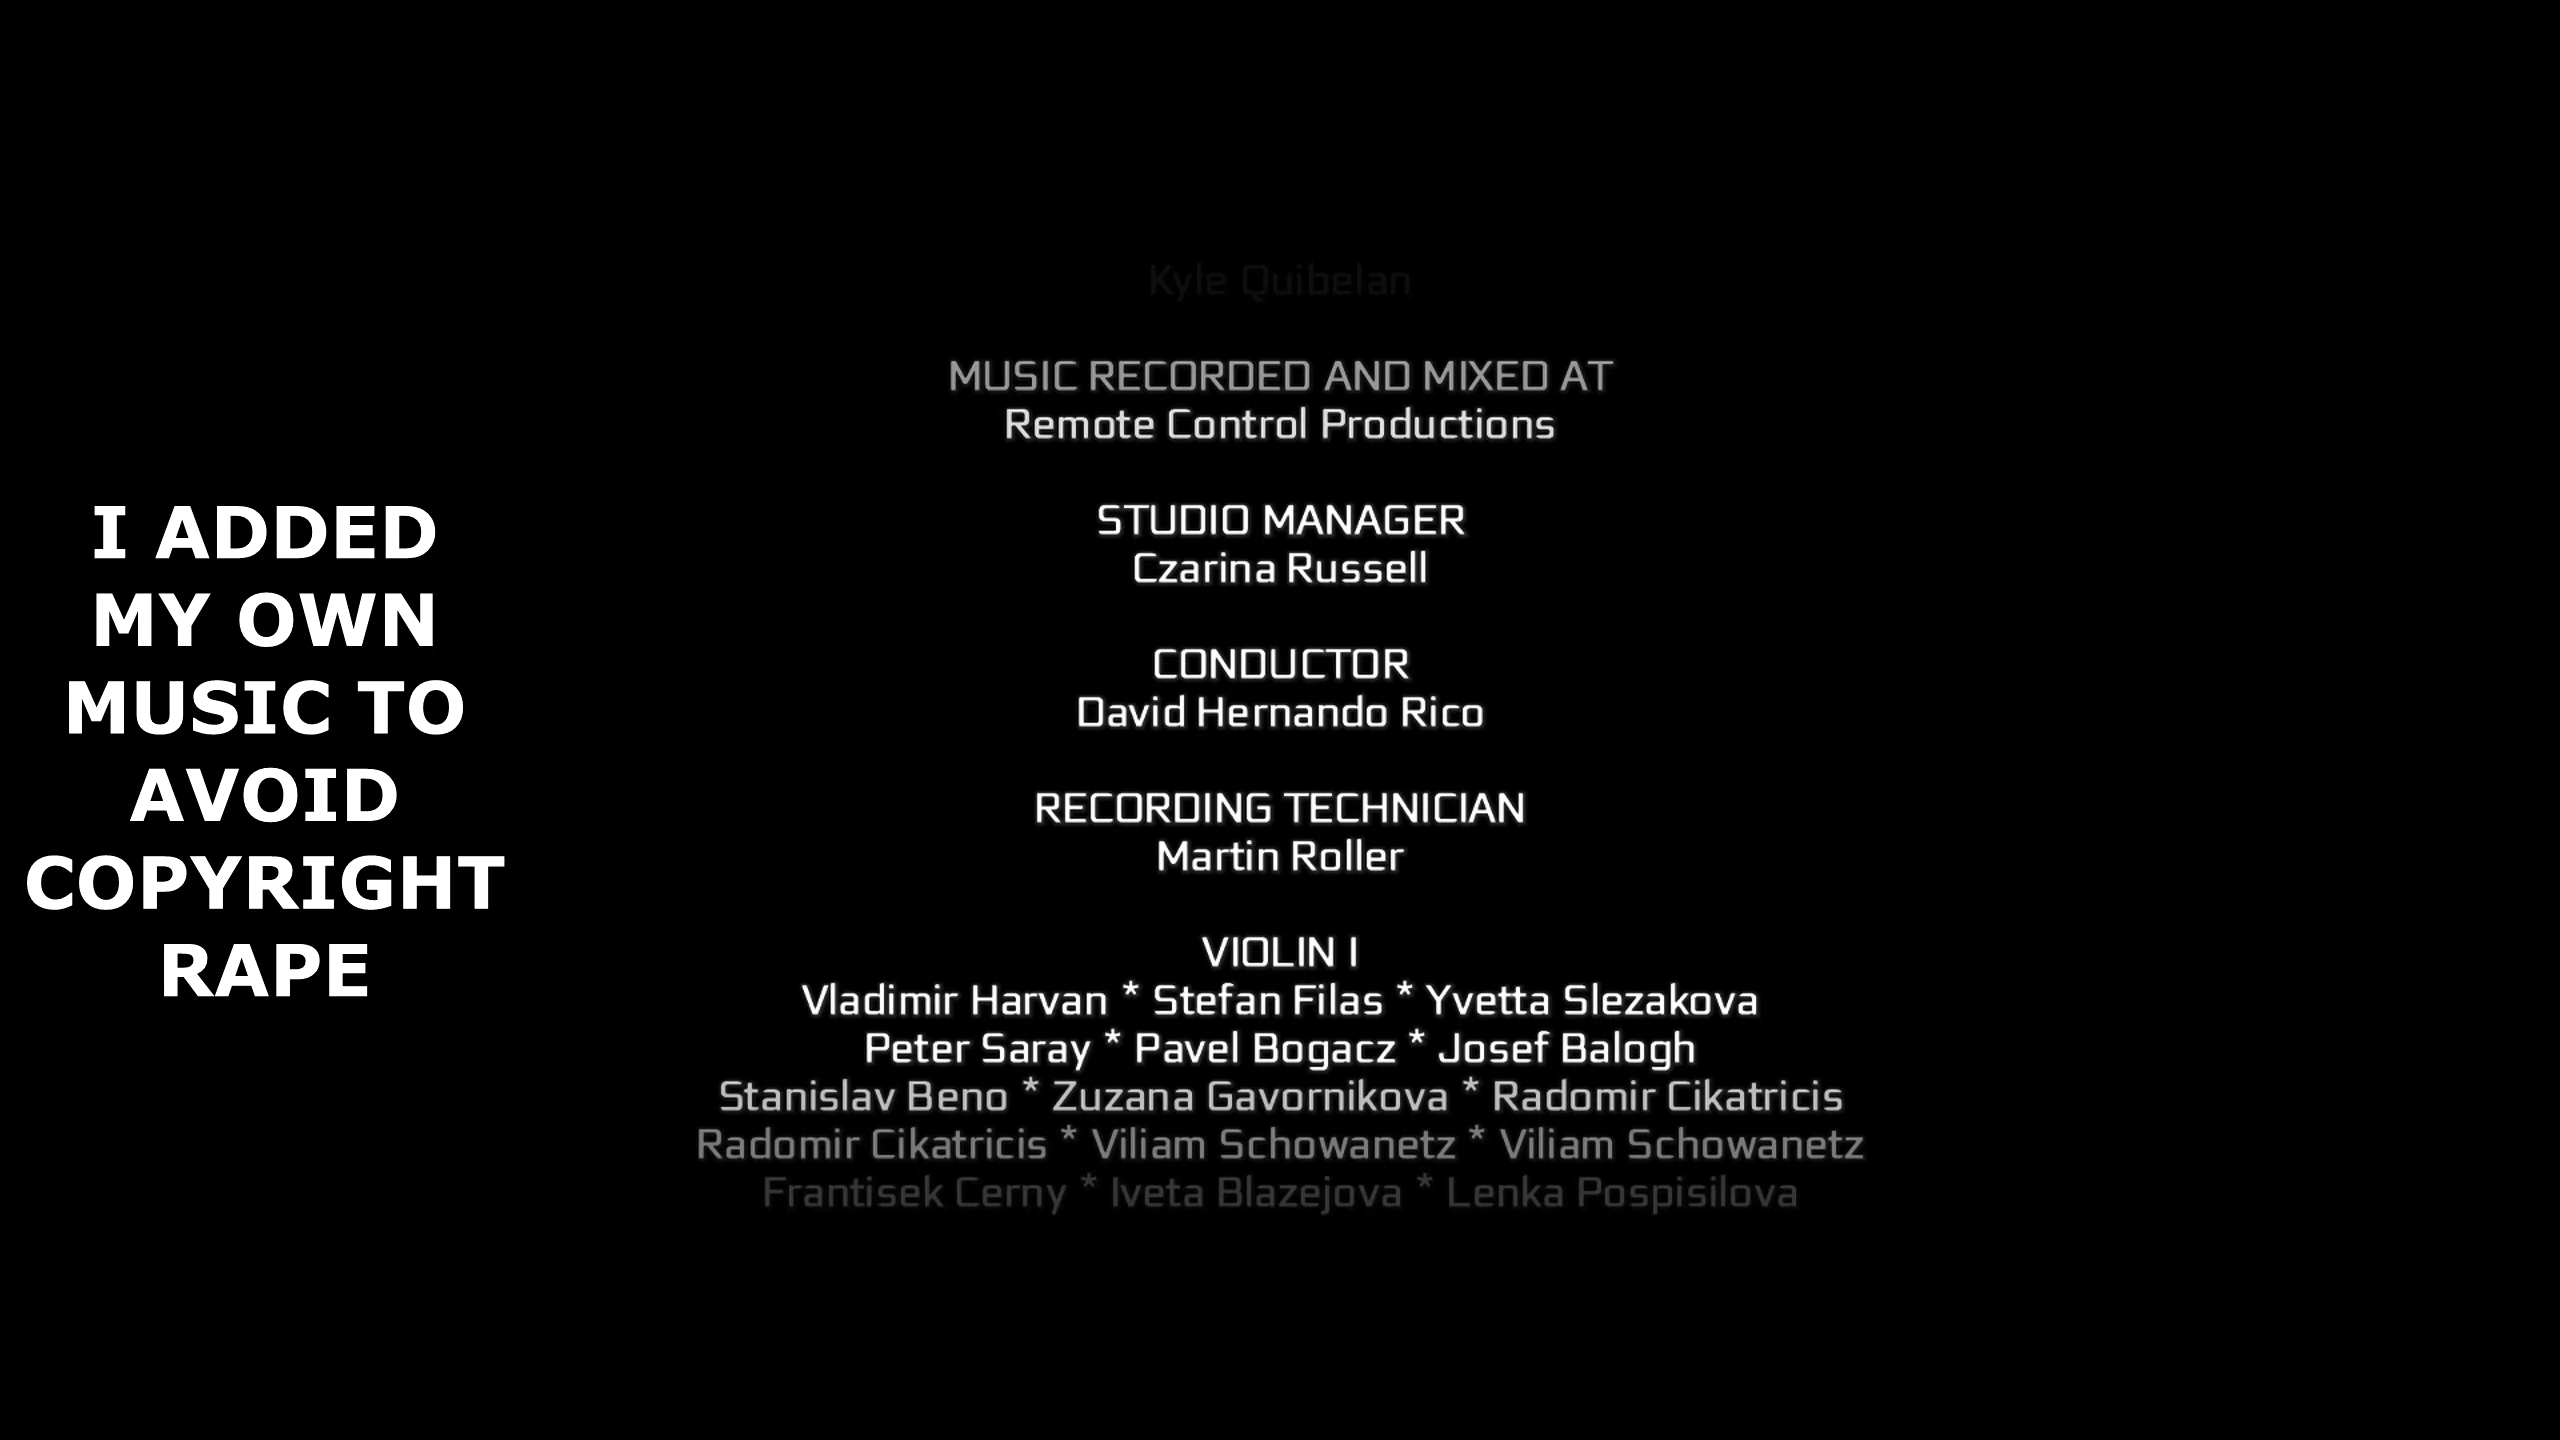 I ADDED
MY OWN
MUSIC TO
AVOID
COPYRIGHT
RAPE
Kyle Quibelan
MUSIC RECORDED AND MIXED AT
Remote Control Productions
STUDIO MANAGER
Czarina Russell
CONDUCTOR
David Hernando Rico
RECORDING TECHNICIAN
Martin Roller
VIOLIN I
Vladimir Harvan * Stefan Filas * Yvetta Slezakova
Peter Saray * Pavel Bogacz * Josef Balogh
Stanislav Beno * Zuzana Gavornikova * Radomir Cikatricis
Radomir Cikatricis * Viliam Schowanetz * Viliam Schowanetz
Frantisek Cerny * Iveta Blazejova * Lenka Pospisilova